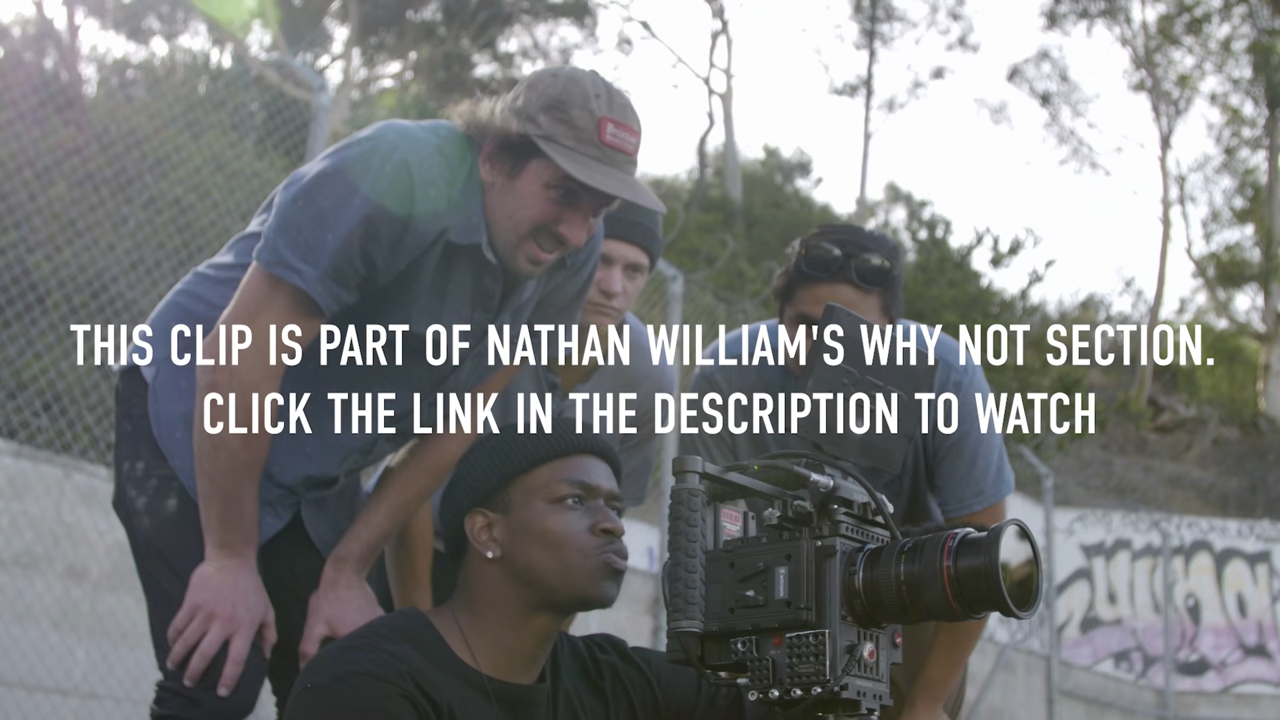 THIS CLIP IS PART OF NATHAN WILLIAM'S WHY NOT SECTION.
CLICK THE LINK IN THE DESCRIPTION TO WATCH